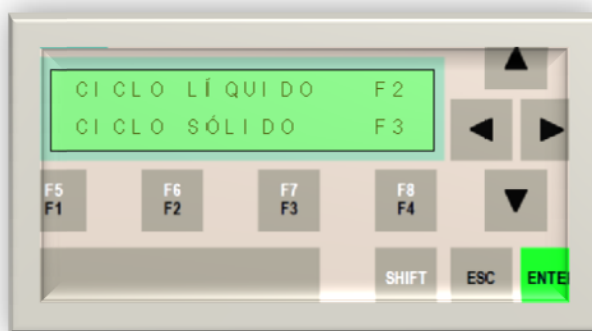 CICLO LÍQUIDO F2
CICLO SÓLIDO F3
F5 F6 F7 F8
F1 F2 F3 F4
SHIFT ESC ENTE